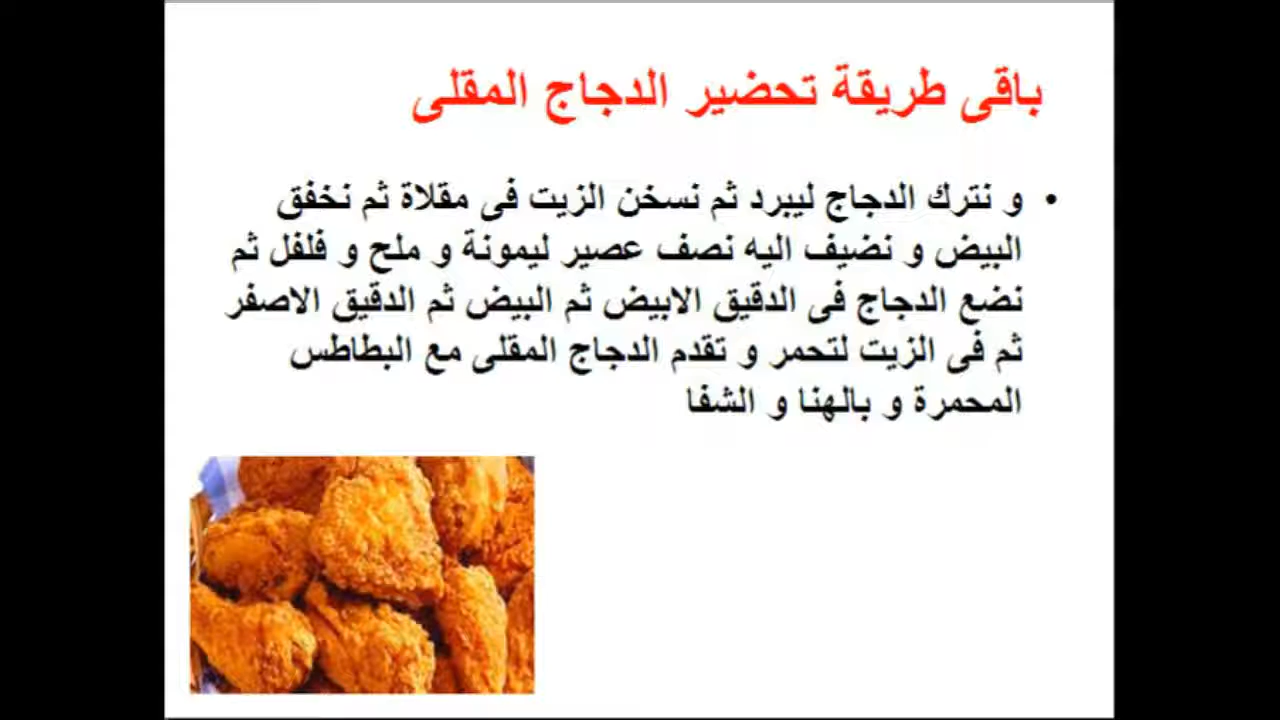 باقى طريقة تحضير الدجاج المقلى
• و نترك الدجاج ليبرد ثم نسخن الزيت فى مقلاة ثم نخفق
البيض و نضيف اليه نصف عصير ليمونة و ملح و فلفل ثم
نضع الدجاج فى الدقيق الابيض ثم البيض ثم الدقيق الاصفر
ثم فى الزيت لتحمر و تقدم الدجاج المقلى مع البطاطس
المحمرة و بالهنا و الشفا